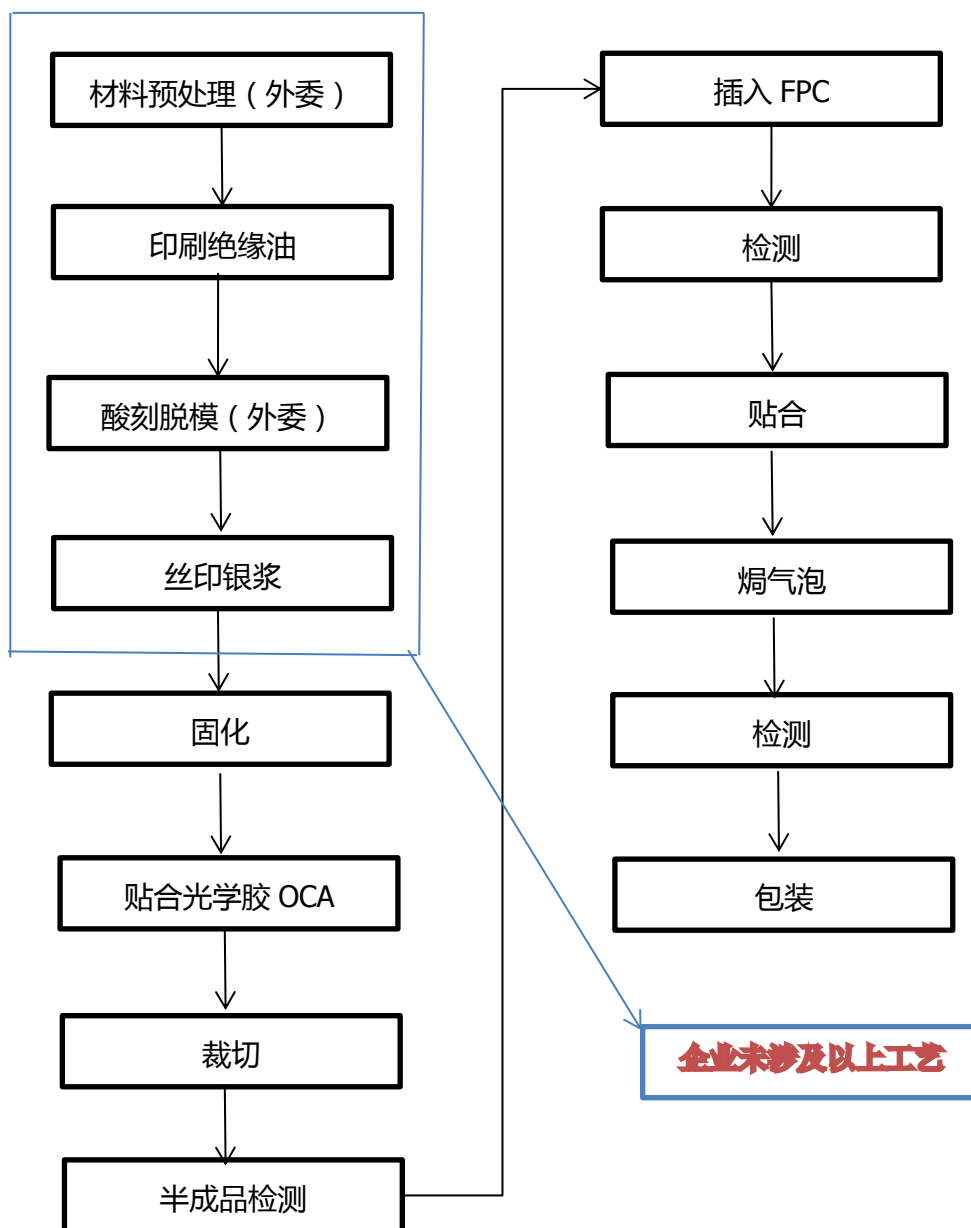 材料预处理（外委）
印刷绝缘油
酸刻脱模（外委）
丝印银浆
固化
贴合光学胶 OCA
裁切
半成品检测
插入 FPC
检测
贴合
焗气泡
检测
包装
企业未涉及以上工艺